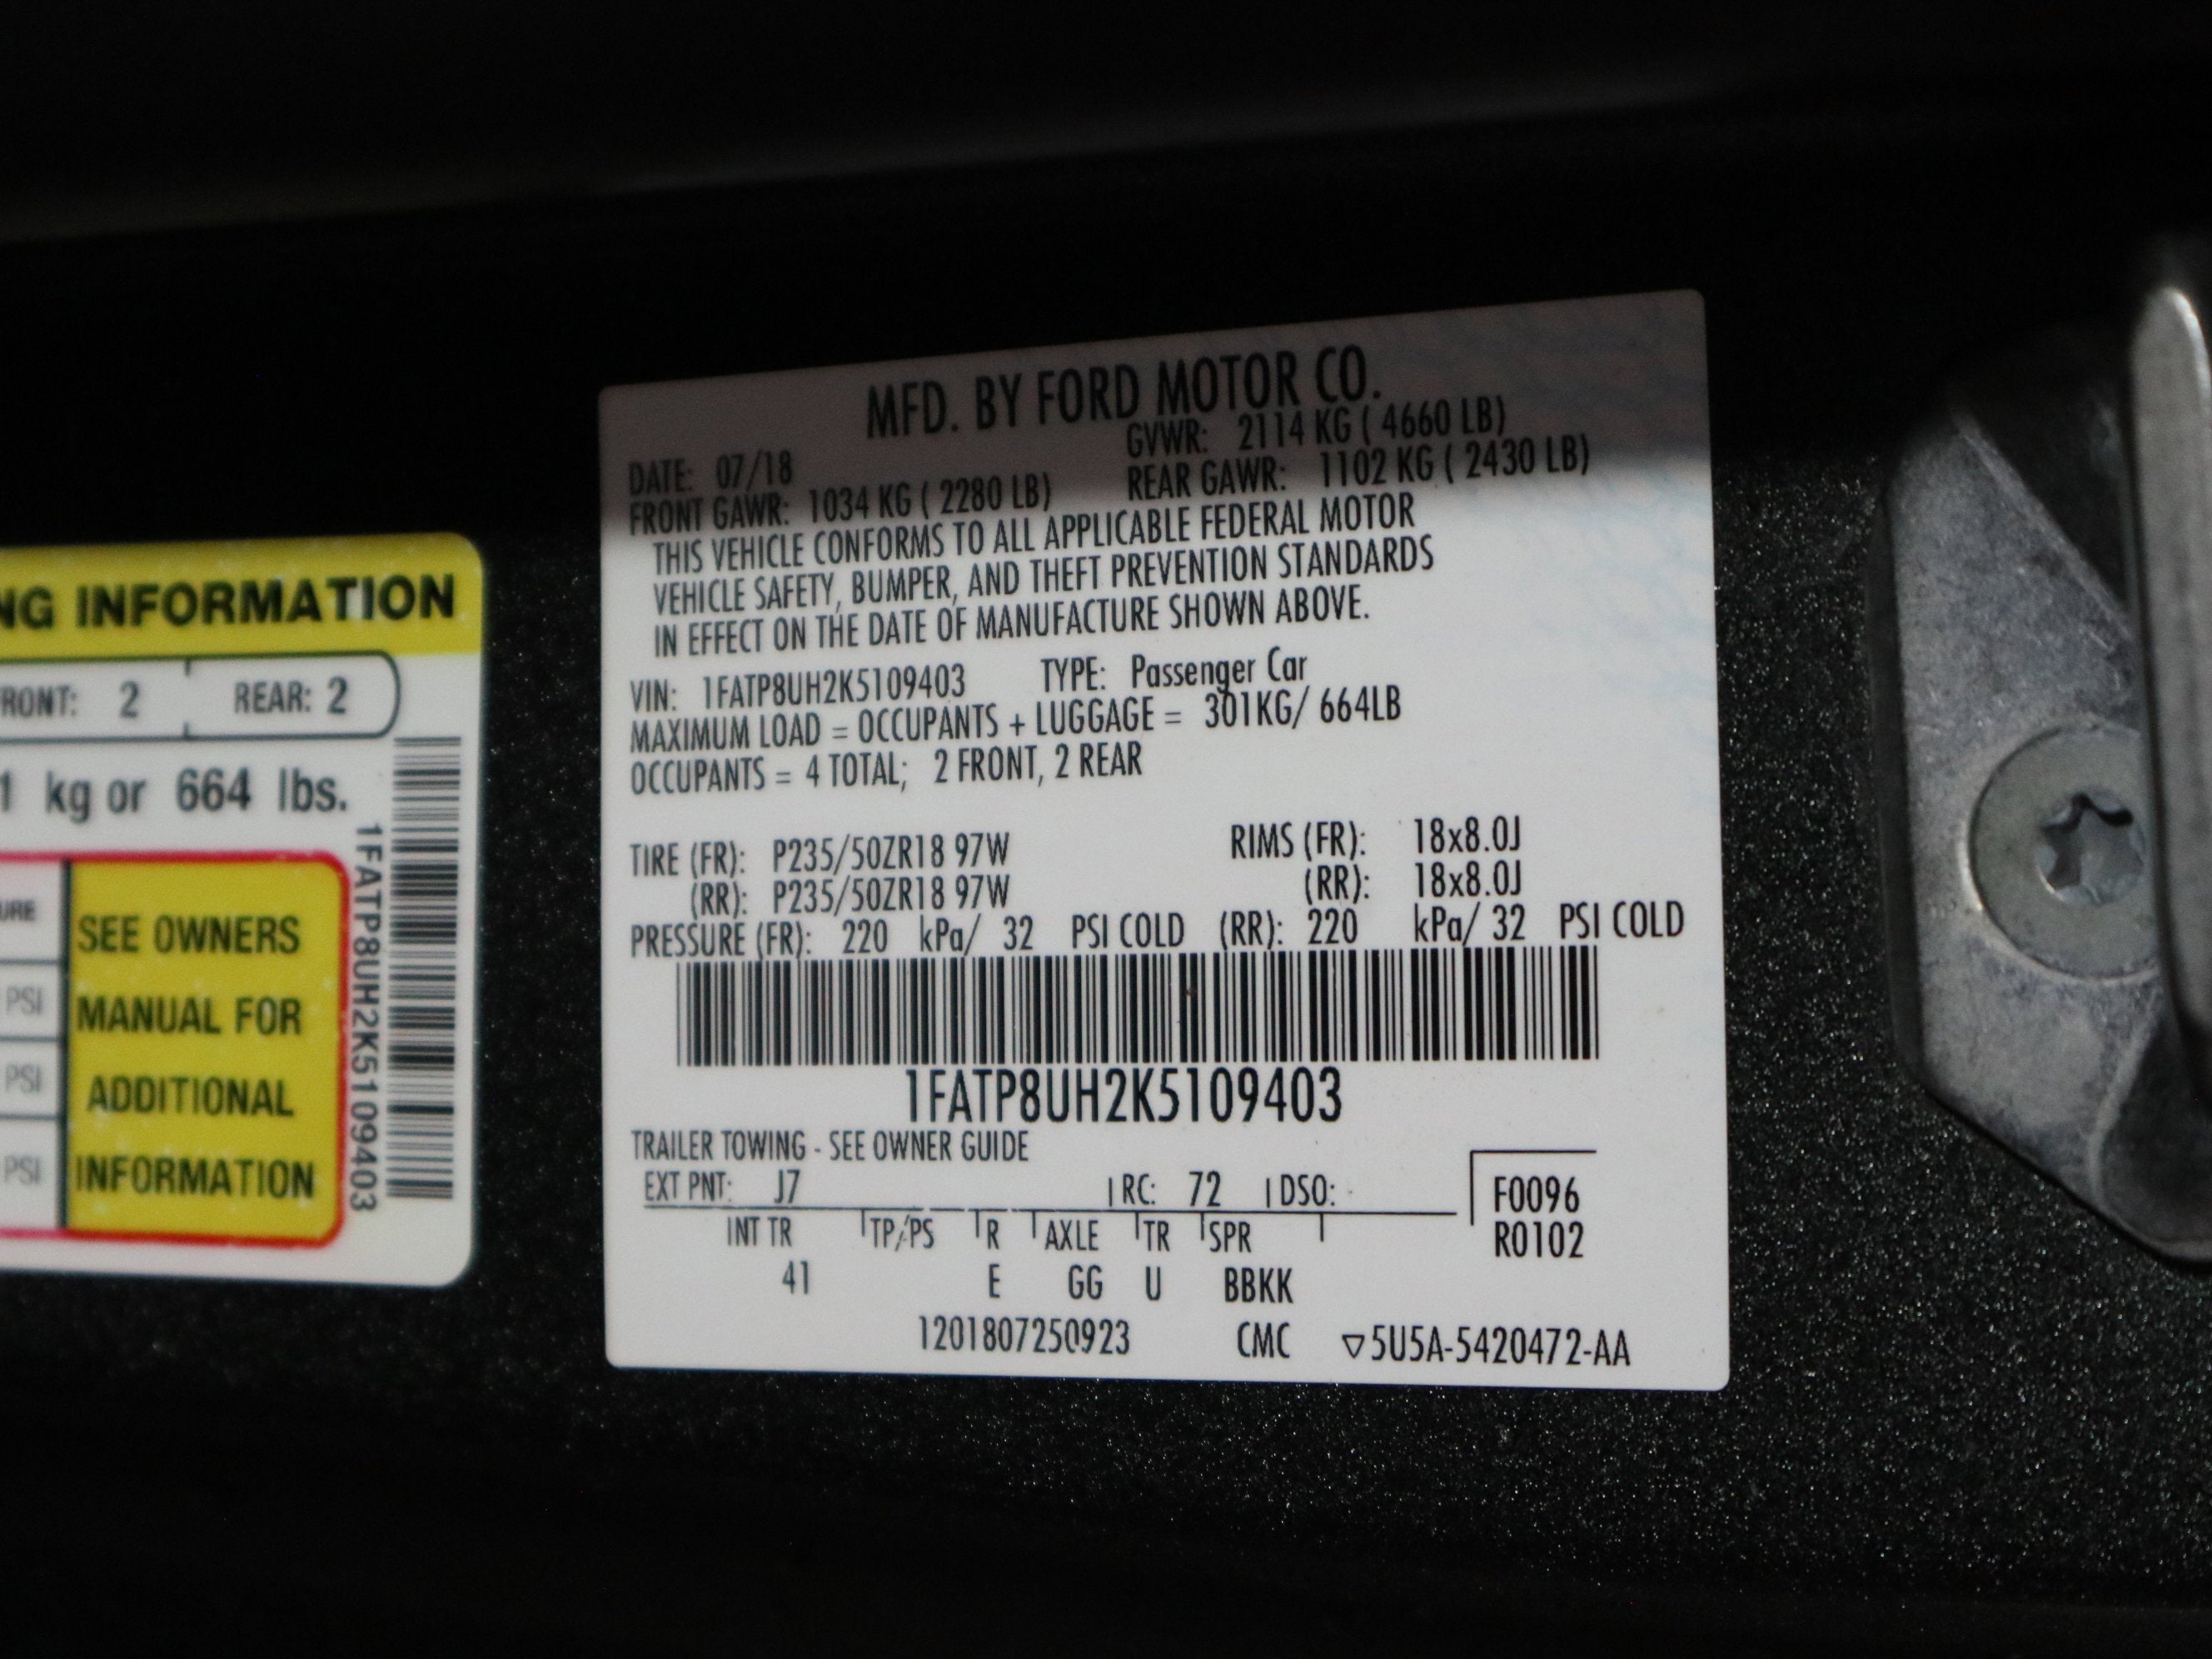 MFD. BY FORD MOTOR CO.
DATE: 07/18 GVWR: 2114 KG ( 4660 LB)
FRONT GAWR: 1034 KG ( 2280 LB) REAR GAWR: 1102 KG ( 2430 LB)
THIS VEHICLE CONFORMS TO ALL APPLICABLE FEDERAL MOTOR
VEHICLE SAFETY, BUMPER, AND THEFT PREVENTION STANDARDS
IN EFFECT ON THE DATE OF MANUFACTURE SHOWN ABOVE.
VIN: 1FATP8UH2K5109403 TYPE: Passenger Car
MAXIMUM LOAD = OCCUPANTS + LUGGAGE = 301KG/ 664LB
OCCUPANTS = 4 TOTAL; 2 FRONT, 2 REAR
TIRE (FR): P235/50ZR18 97W RIMS (FR): 18x8.0J
(RR): P235/50ZR18 97W (RR): 18x8.0J
PRESSURE (FR): 220 kPa/ 32 PSI COLD (RR): 220 kPa/ 32 PSI COLD
1FATP8UH2K5109403
TRAILER TOWING - SEE OWNER GUIDE
EXT PNT: J7 RC: 72 DSO: F0096
R0102
INT TR TP/PS R AXLE TR SPR
41 E GG U BBKK
1201807250923 CMC ▽5U5A-5420472-AA
NG INFORMATION
RONT: 2 REAR: 2
1 kg or 664 lbs.
1FATP8UH2K5109403
URE
PSI
PSI
PSI
SEE OWNERS
MANUAL FOR
ADDITIONAL
INFORMATION